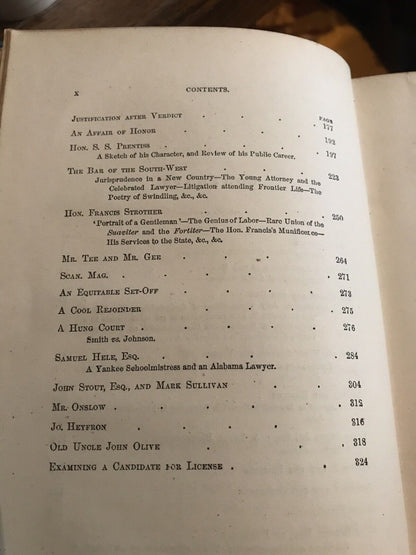 x CONTENTS.
PAGE
JUSTIFICATION AFTER VERDICT . . . . 177
AN AFFAIR OF HONOR . . . . 192
HON. S. S. PRENTISS . . . . 197
A Sketch of his Character, and Review of his Public Career.
THE BAR OF THE SOUTH-WEST . . . . 223
Jurisprudence in a New Country—The Young Attorney and the
Celebrated Lawyer—Litigation attending Frontier Life—The
Poetry of Swindling, &c., &c.
HON. FRANCIS STROTHER . . . . 250
'Portrait of a Gentleman'—The Genius of Labor—Rare Union of the
Suaviter and the Fortiter—The Hon. Francis's Munificence—
His Services to the State, &c., &c.
MR. TEE AND MR. GEE . . . . 264
SCAN. MAG. . . . . 271
AN EQUITABLE SET-OFF . . . . 273
A COOL REJOINDER . . . . 275
A HUNG COURT . . . . 276
Smith vs. Johnson.
SAMUEL HELE, ESQ. . . . . 284
A Yankee Schoolmistress and an Alabama Lawyer.
JOHN STOUT, ESQ., AND MARK SULLIVAN . . . 304
MR. ONSLOW . . . . . 312
JO. HEYFRON . . . . 316
OLD UNCLE JOHN OLIVE . . . . 318
EXAMINING A CANDIDATE FOR LICENSE . . . . 324